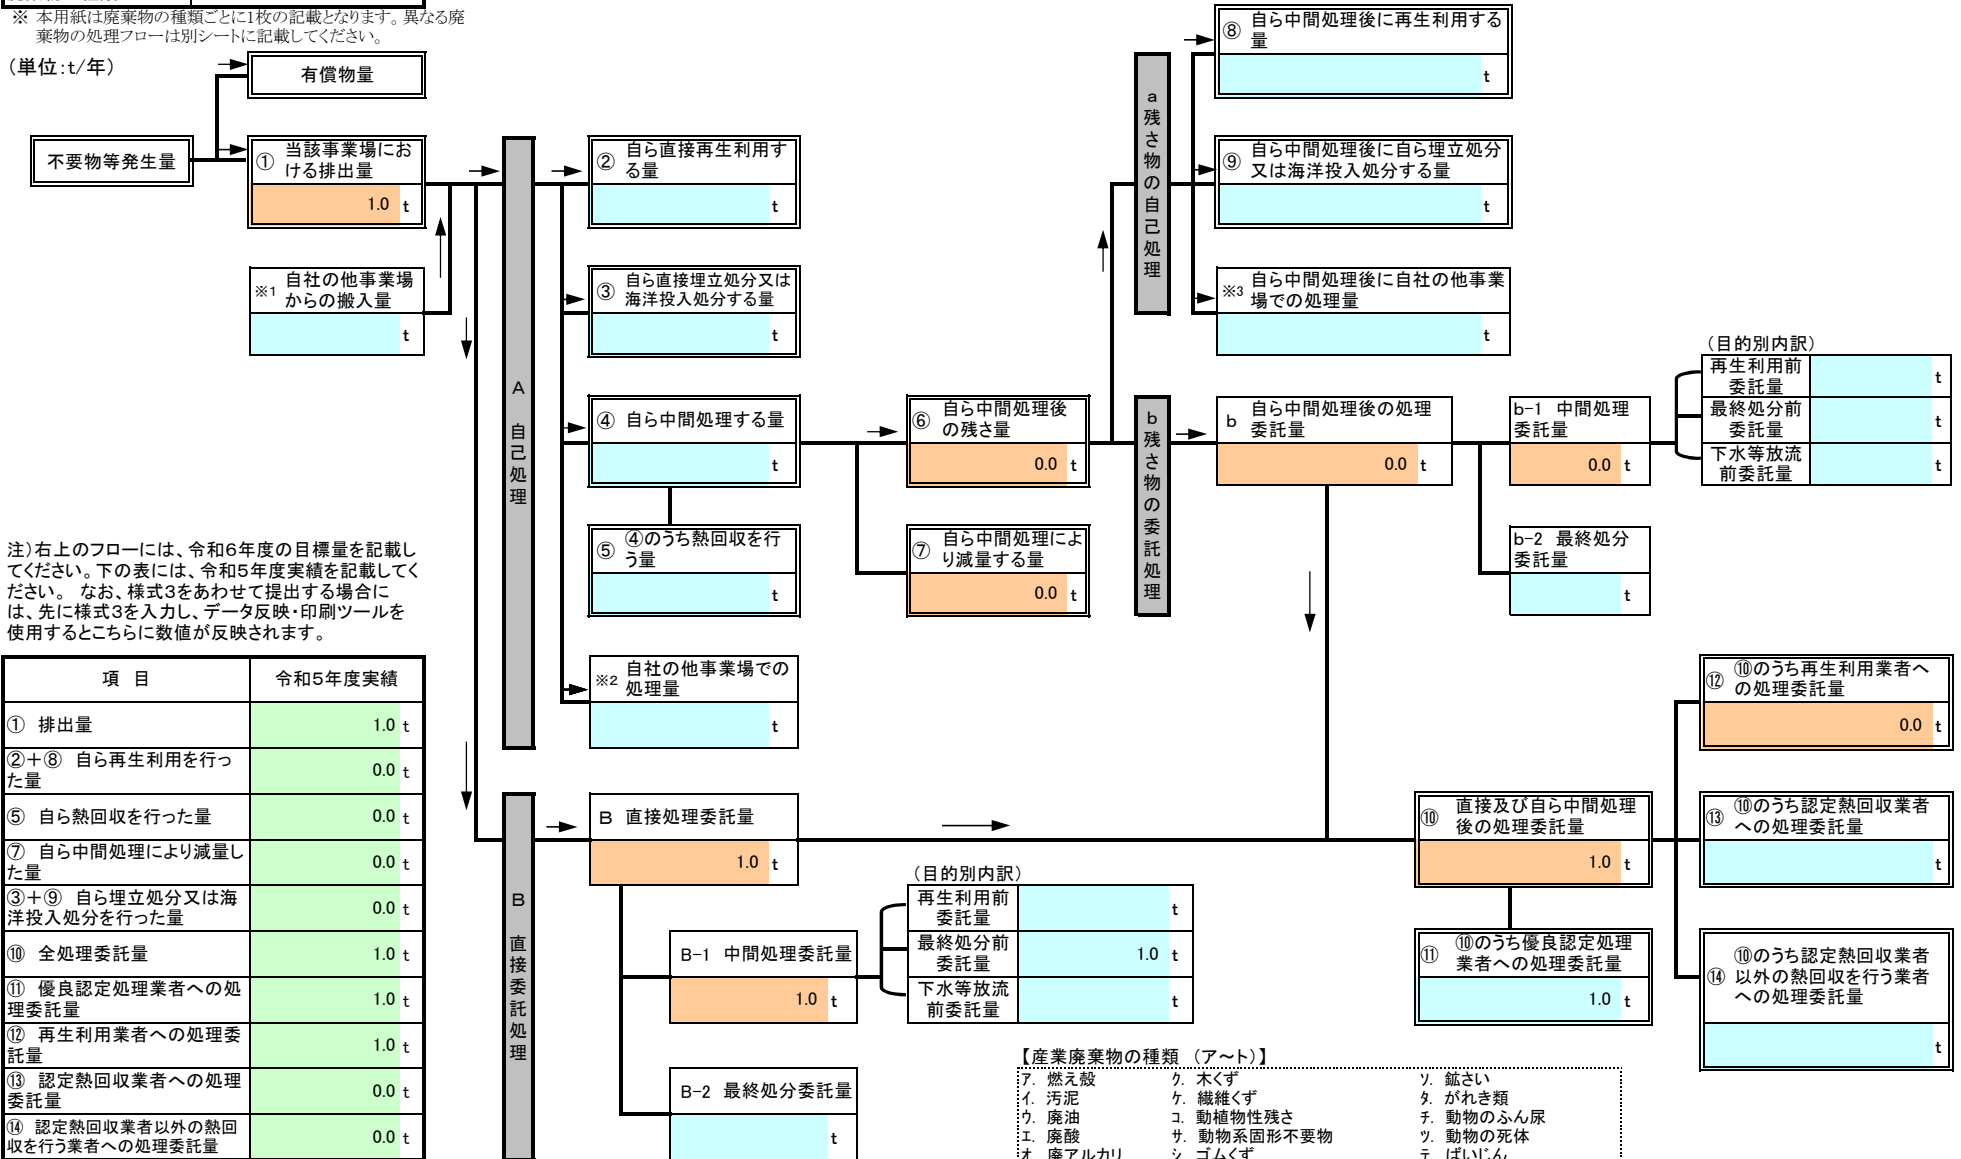 ※ 本用紙は廃棄物の種類ごとに1枚の記載となります。異なる廃
棄物の処理フローは別シートに記載してください。
（単位:t/年）
有償物量
不要物等発生量
① 当該事業場にお
ける排出量
1.0 t
※1 自社の他事業場
からの搬入量
t
A 自己処理
② 自ら直接再生利用す
る量
t
③ 自ら直接埋立処分又は
海洋投入処分する量
t
④ 自ら中間処理する量
t
⑤ ④のうち熱回収を行
う量
t
※2 自社の他事業場での
処理量
t
⑥ 自ら中間処理後
の残さ量
0.0 t
⑦ 自ら中間処理によ
り減量する量
0.0 t
a 残さ物の自己処理
⑧ 自ら中間処理後に再生利用する
量
t
⑨ 自ら中間処理後に自ら埋立処分
又は海洋投入処分する量
t
※3 自ら中間処理後に自社の他事業
場での処理量
t
b 残さ物の委託処理
b 自ら中間処理後の処理
委託量
0.0 t
b-1 中間処理
委託量
0.0 t
（目的別内訳）
再生利用前
委託量
t
最終処分前
委託量
t
下水等放流
前委託量
t
b-2 最終処分
委託量
t
注）右上のフローには、令和6年度の目標量を記載し
てください。下の表には、令和5年度実績を記載してく
ださい。 なお、様式3をあわせて提出する場合に
は、先に様式3を入力し、データ反映・印刷ツールを
使用するとこちらに数値が反映されます。
項 目 令和5年度実績
① 排出量 1.0 t
②＋⑧ 自ら再生利用を行っ
た量
0.0 t
⑤ 自ら熱回収を行った量 0.0 t
⑦ 自ら中間処理により減量し
た量
0.0 t
③＋⑨ 自ら埋立処分又は海
洋投入処分を行った量
0.0 t
⑩ 全処理委託量 1.0 t
⑪ 優良認定処理業者への処
理委託量
1.0 t
⑫ 再生利用業者への処理委
託量
1.0 t
⑬ 認定熱回収業者への処理
委託量
0.0 t
⑭ 認定熱回収業者以外の熱回
収を行う業者への処理委託量
0.0 t
B 直接委託処理
B 直接処理委託量
1.0 t
B-1 中間処理委託量
1.0 t
（目的別内訳）
再生利用前
委託量
t
最終処分前
委託量
1.0 t
下水等放流
前委託量
t
B-2 最終処分委託量
t
⑩ 直接及び自ら中間処理
後の処理委託量
1.0 t
⑪ ⑩のうち優良認定処理
業者への処理委託量
1.0 t
⑫ ⑩のうち再生利用業者へ
の処理委託量
0.0 t
⑬ ⑩のうち認定熱回収業者
への処理委託量
t
⑭ ⑩のうち認定熱回収業者
以外の熱回収を行う業者
への処理委託量
t
【産業廃棄物の種類 （ア～ト）】
ア. 燃え殻 ク. 木くず ソ. 鉱さい
イ. 汚泥 ケ. 繊維くず タ. がれき類
ウ. 廃油 コ. 動植物性残さ チ. 動物のふん尿
エ. 廃酸 サ. 動物系固形不要物 ツ. 動物の死体
オ. 廃アルカリ シ. ゴムくず テ. ばいじん